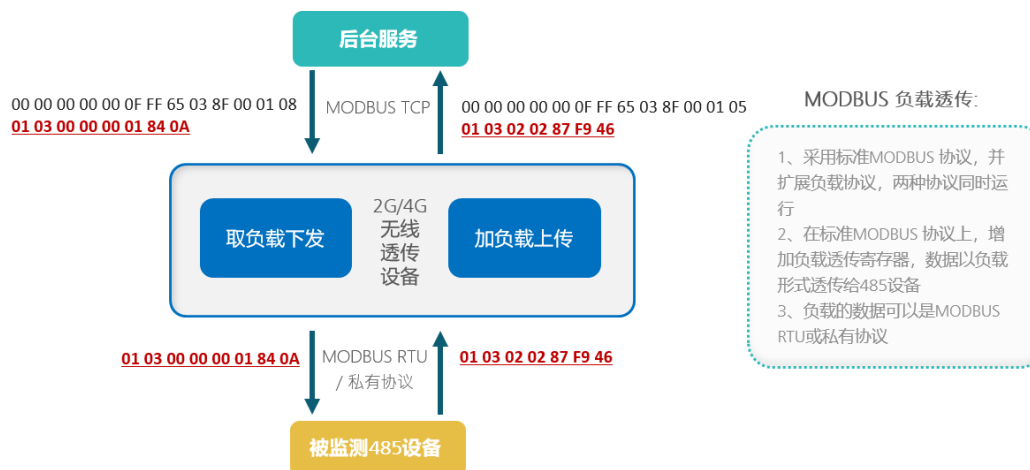 后台服务
00 00 00 00 00 0F FF 65 03 8F 00 01 08
01 03 00 00 00 01 84 0A
MODBUS TCP
00 00 00 00 00 0F FF 65 03 8F 00 01 05
01 03 02 02 87 F9 46
取负载下发
2G/4G
无线
透传
设备
加负载上传
01 03 00 00 00 01 84 0A
MODBUS RTU
/ 私有协议
01 03 02 02 87 F9 46
被监测485设备
MODBUS 负载透传:
1、采用标准MODBUS 协议，并
扩展负载协议，两种协议同时运
行
2、在标准MODBUS 协议上，增
加负载透传寄存器，数据以负载
形式透传给485设备
3、负载的数据可以是MODBUS
RTU或私有协议